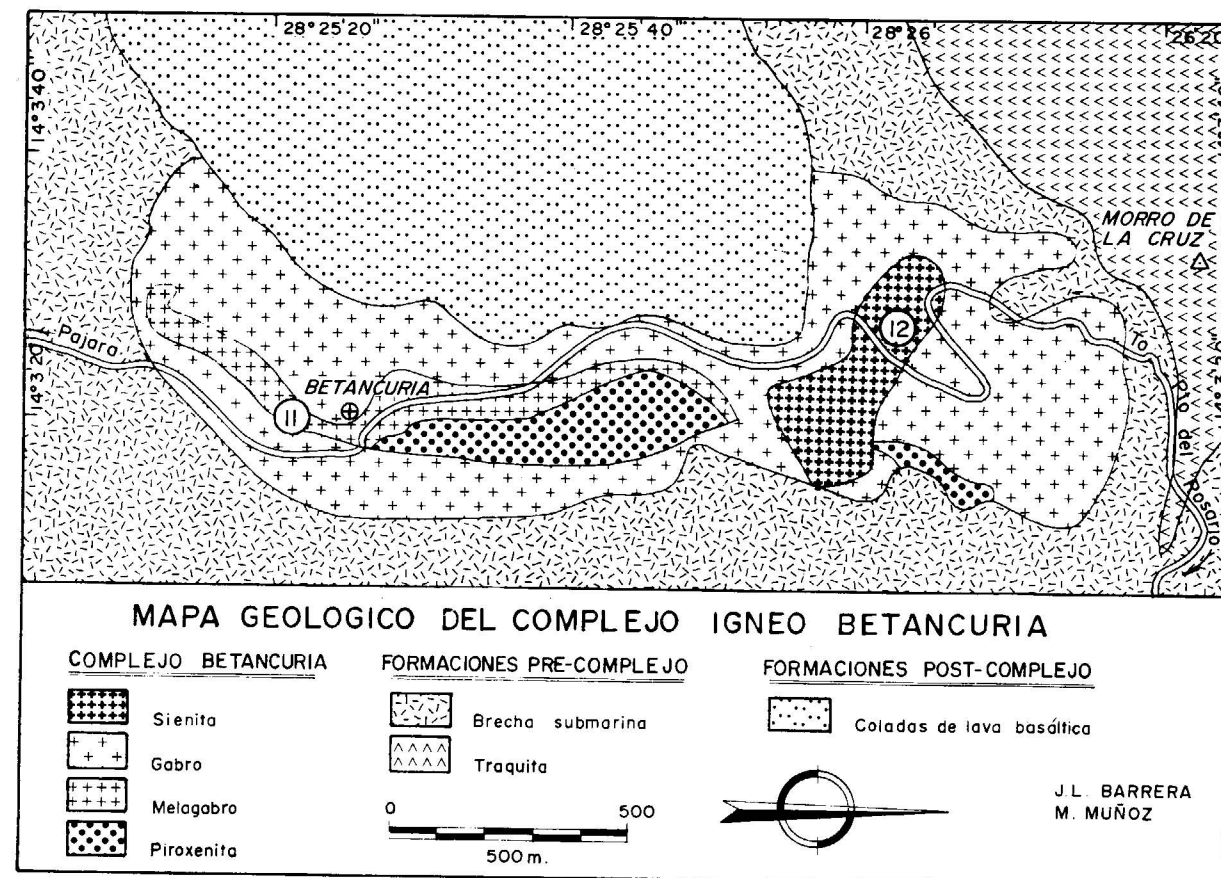 28° 25' 20"
28° 25' 40"
28° 26'
26' 20"
14° 3' 40"
14° 3' 20"
MORRO DE
LA CRUZ
Pajara
BETANCURIA
11
12
To
del Rosario
MAPA GEOLOGICO DEL COMPLEJO IGNEO BETANCURIA
COMPLEJO BETANCURIA
Sienita
Gabro
Melagabro
Piroxenita
FORMACIONES PRE-COMPLEJO
Brecha submarina
Traquita
0 500
500 m.
FORMACIONES POST-COMPLEJO
Coladas de lava basáltica
J.L. BARRERA
M. MUÑOZ